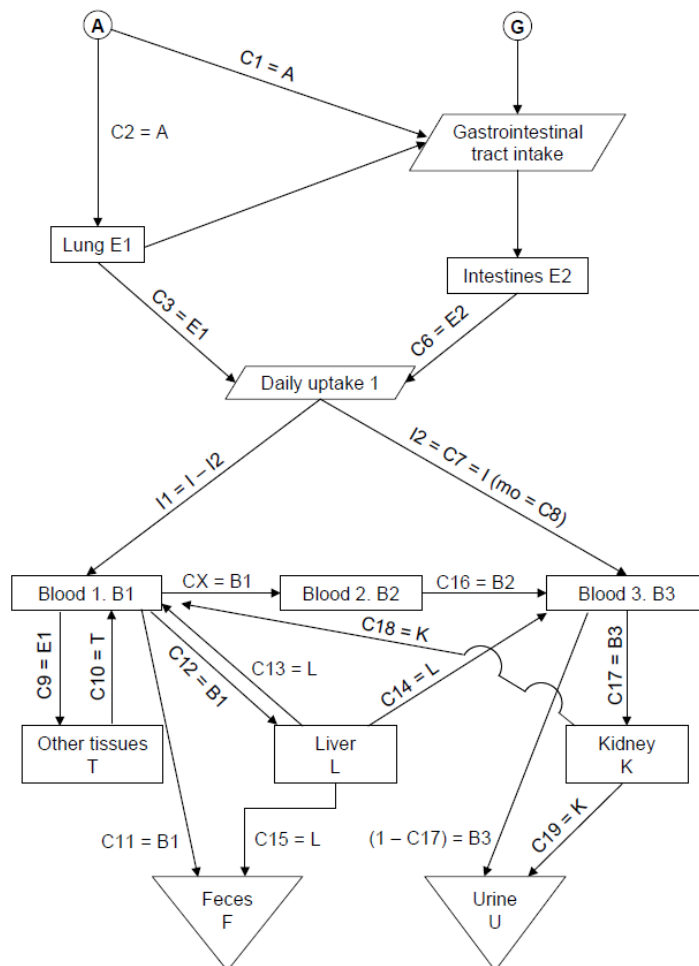 A
G
C1 = A
C2 = A
Gastrointestinal
tract intake
Lung E1
Intestines E2
C3 = E1
C6 = E2
Daily uptake 1
I1 = I – I2
I2 = C7 = I (mo = C8)
Blood 1. B1
CX = B1
Blood 2. B2
C16 = B2
Blood 3. B3
C9 = E1
C10 = T
C12 = B1
C13 = L
C18 = K
C14 = L
C17 = B3
Other tissues
T
Liver
L
Kidney
K
C11 = B1
C15 = L
(1 – C17) = B3
C19 = K
Feces
F
Urine
U